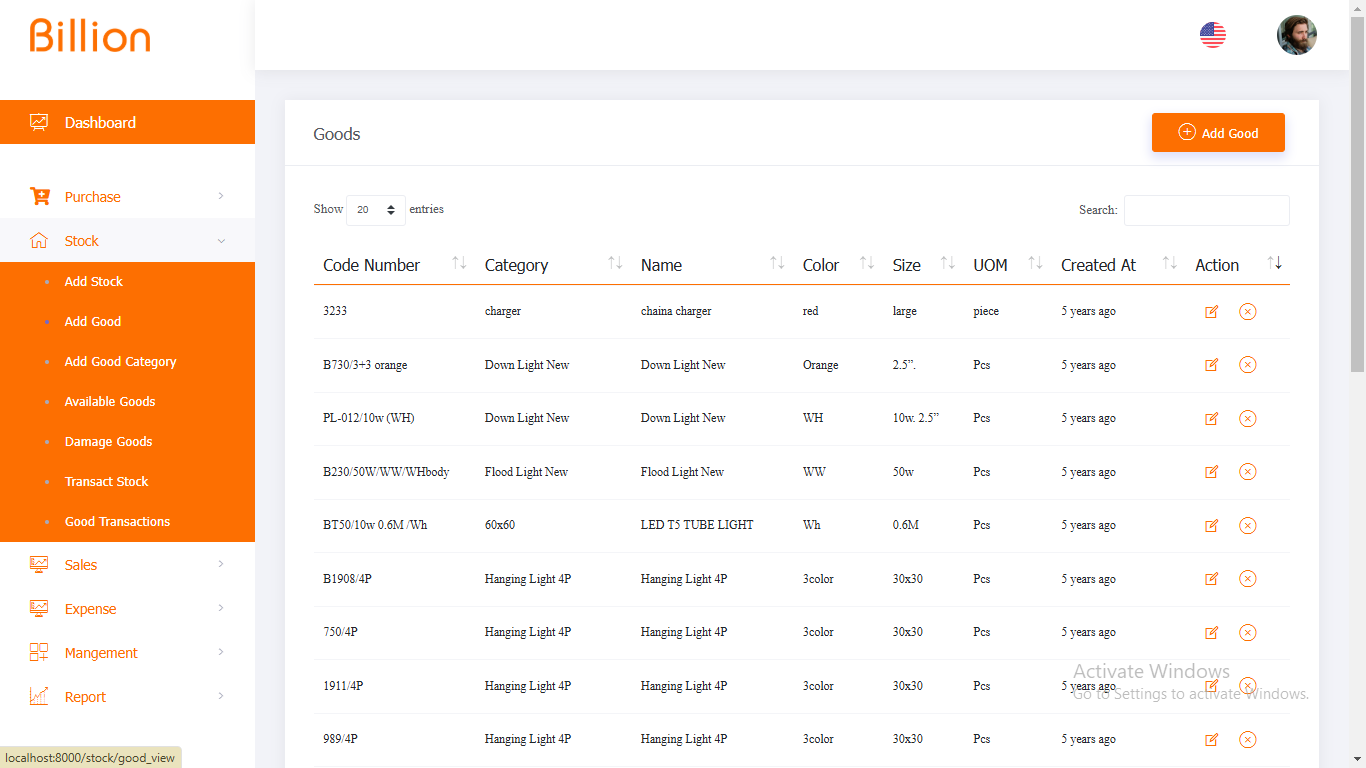 Billion
Dashboard
Purchase
Stock
Add Stock
Add Good
Add Good Category
Available Goods
Damage Goods
Transact Stock
Good Transactions
Sales
Expense
Mangement
Report
localhost:8000/stock/good_view
Goods
Add Good
Show 20 entries
Search:
Code Number Category Name Color Size UOM Created At Action
3233 charger chaina charger red large piece 5 years ago
B730/3+3 orange Down Light New Down Light New Orange 2.5”. Pcs 5 years ago
PL-012/10w (WH) Down Light New Down Light New WH 10w. 2.5” Pcs 5 years ago
B230/50W/WW/WHbody Flood Light New Flood Light New WW 50w Pcs 5 years ago
BT50/10w 0.6M /Wh 60x60 LED T5 TUBE LIGHT Wh 0.6M Pcs 5 years ago
B1908/4P Hanging Light 4P Hanging Light 4P 3color 30x30 Pcs 5 years ago
750/4P Hanging Light 4P Hanging Light 4P 3color 30x30 Pcs 5 years ago
1911/4P Hanging Light 4P Hanging Light 4P 3color 30x30 Pcs 5 years ago
989/4P Hanging Light 4P Hanging Light 4P 3color 30x30 Pcs 5 years ago
Activate Windows
Go to Settings to activate Windows.